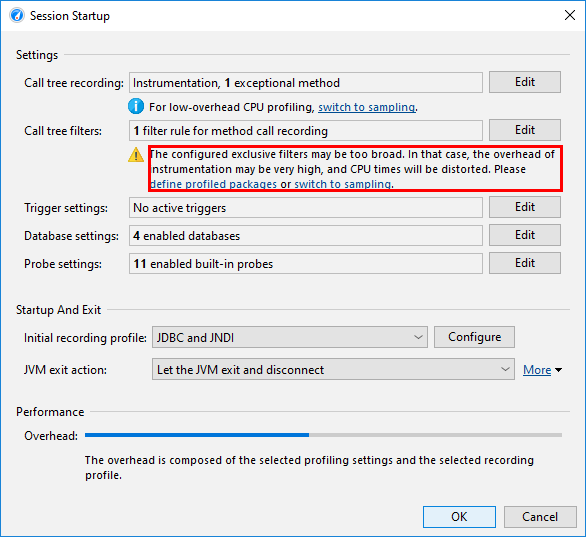 Session Startup
Settings
Call tree recording: Instrumentation, 1 exceptional method Edit
For low-overhead CPU profiling, switch to sampling.
Call tree filters: 1 filter rule for method call recording Edit
The configured exclusive filters may be too broad. In that case, the overhead of
instrumentation may be very high, and CPU times will be distorted. Please
define profiled packages or switch to sampling.
Trigger settings: No active triggers Edit
Database settings: 4 enabled databases Edit
Probe settings: 11 enabled built-in probes Edit
Startup And Exit
Initial recording profile: JDBC and JNDI Configure
JVM exit action: Let the JVM exit and disconnect More
Performance
Overhead:
The overhead is composed of the selected profiling settings and the selected recording
profile.
OK Cancel